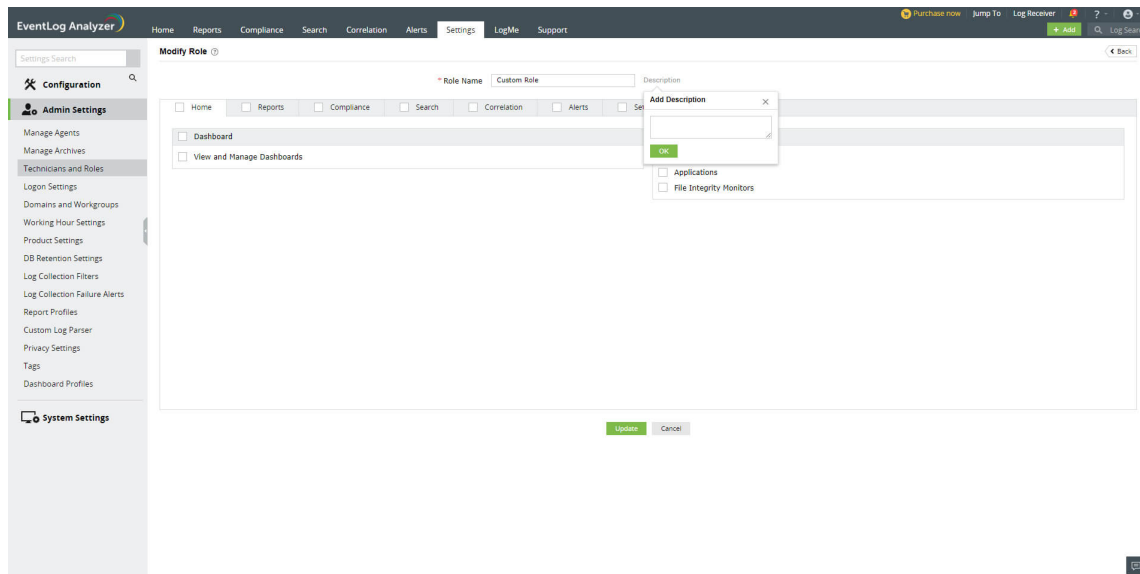 Purchase now Jump To Log Receiver ?
EventLog Analyzer
Home Reports Compliance Search Correlation Alerts Settings LogMe Support
+ Add Log Sear
Settings Search
Modify Role ?
Back
Configuration
* Role Name Custom Role Description
Admin Settings
Home Reports Compliance Search Correlation Alerts Se
Add Description
Manage Agents
Manage Archives
Technicians and Roles
Logon Settings
Domains and Workgroups
Working Hour Settings
Product Settings
DB Retention Settings
Log Collection Filters
Log Collection Failure Alerts
Report Profiles
Custom Log Parser
Privacy Settings
Tags
Dashboard Profiles
System Settings
Dashboard
View and Manage Dashboards
OK
Applications
File Integrity Monitors
Update Cancel